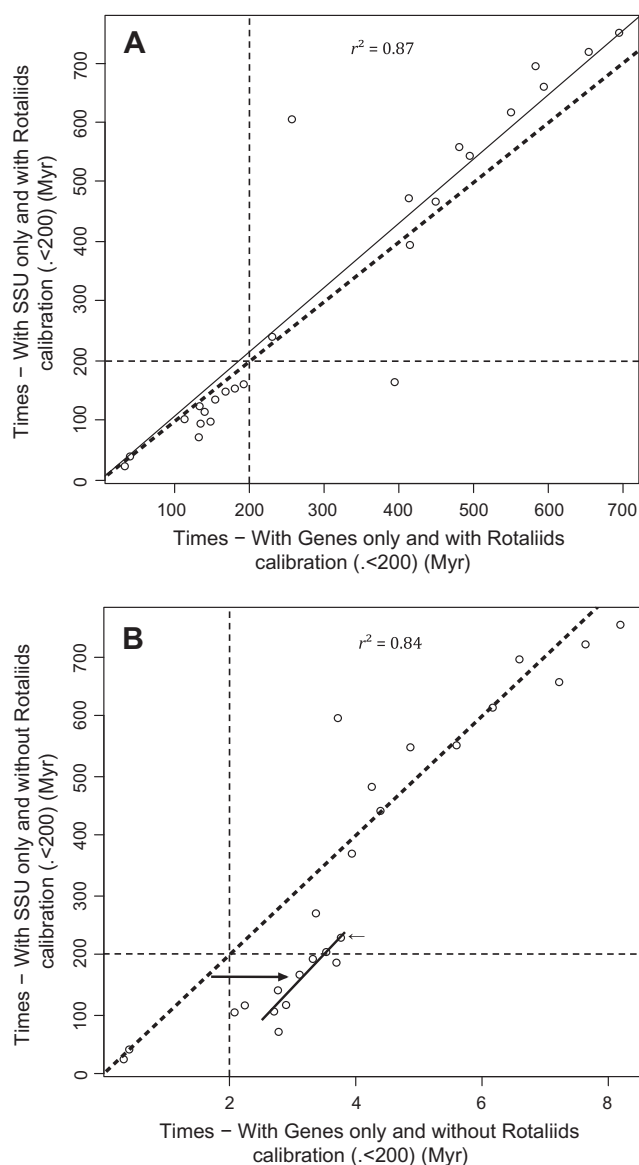 A
r² = 0.87
Times − With SSU only and with Rotaliids
calibration (.<200) (Myr)
0 100 200 300 400 500 600 700
100 200 300 400 500 600 700
Times − With Genes only and with Rotaliids
calibration (.<200) (Myr)
B
r² = 0.84
Times − With SSU only and without Rotaliids
calibration (.<200) (Myr)
0 100 200 300 400 500 600 700
←
2 4 6 8
Times − With Genes only and without Rotaliids
calibration (.<200) (Myr)